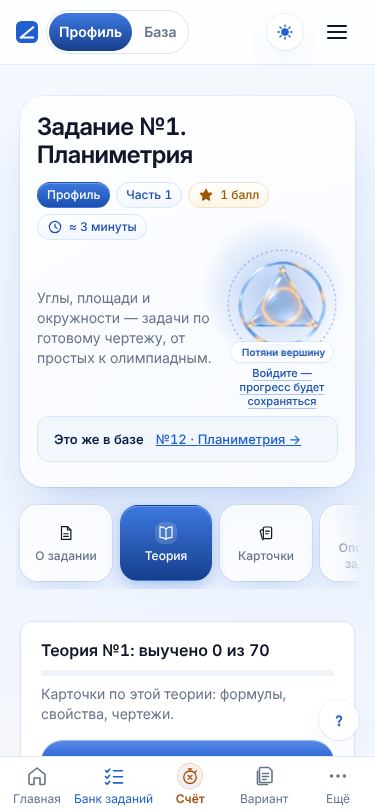 Профиль База
Задание №1.
Планиметрия
Профиль Часть 1 1 балл
≈ 3 минуты
Углы, площади и
окружности — задачи по
готовому чертежу, от
простых к олимпиадным.
Потяни вершину
Войдите —
прогресс будет
сохраняться
Это же в базе №12 · Планиметрия →
О задании Теория Карточки
Теория №1: выучено 0 из 70
Карточки по этой теории: формулы,
свойства, чертежи.
?
Главная Банк заданий Счёт Вариант Ещё